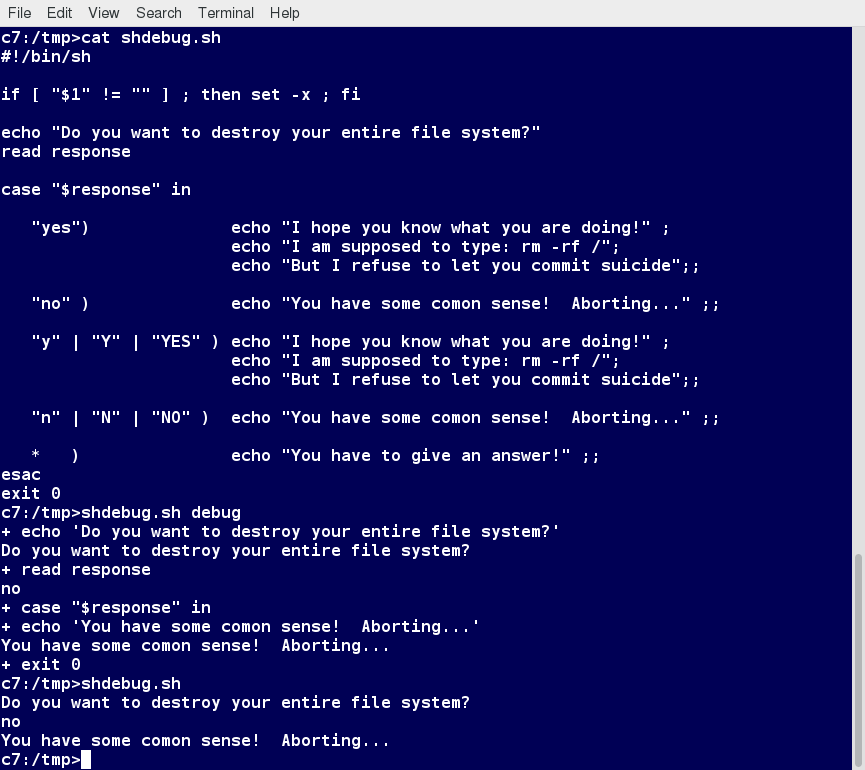 File Edit View Search Terminal Help
c7:/tmp>cat shdebug.sh
#!/bin/sh
if [ "$1" != "" ] ; then set -x ; fi
echo "Do you want to destroy your entire file system?"
read response
case "$response" in
   "yes")              echo "I hope you know what you are doing!" ;
                       echo "I am supposed to type: rm -rf /";
                       echo "But I refuse to let you commit suicide";;
   "no" )              echo "You have some comon sense!  Aborting..." ;;
   "y" | "Y" | "YES" ) echo "I hope you know what you are doing!" ;
                       echo "I am supposed to type: rm -rf /";
                       echo "But I refuse to let you commit suicide";;
   "n" | "N" | "NO" )  echo "You have some comon sense!  Aborting..." ;;
   *   )               echo "You have to give an answer!" ;;
esac
exit 0
c7:/tmp>shdebug.sh debug
+ echo 'Do you want to destroy your entire file system?'
Do you want to destroy your entire file system?
+ read response
no
+ case "$response" in
+ echo 'You have some comon sense!  Aborting...'
You have some comon sense!  Aborting...
+ exit 0
c7:/tmp>shdebug.sh
Do you want to destroy your entire file system?
no
You have some comon sense!  Aborting...
c7:/tmp>